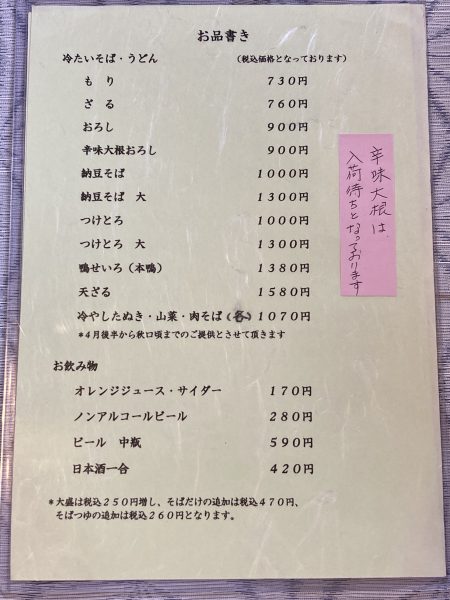 お品書き
冷たいそば・うどん （税込価格となっております）
もり ７３０円
ざる ７６０円
おろし ９００円
辛味大根おろし ９００円
納豆そば １０００円
納豆そば 大 １３００円
つけとろ １０００円
つけとろ 大 １３００円
鴨せいろ（本鴨） １３８０円
天ざる １５８０円
冷やしたぬき・山菜・肉そば（各）１０７０円
*４月後半から秋口頃までのご提供とさせて頂きます
お飲み物
オレンジジュース・サイダー １７０円
ノンアルコールビール ２８０円
ビール 中瓶 ５９０円
日本酒一合 ４２０円
*大盛は税込２５０円増し、そばだけの追加は税込４７０円、
そばつゆの追加は税込２６０円となります。
辛味大根は、
入荷待ちとなっております